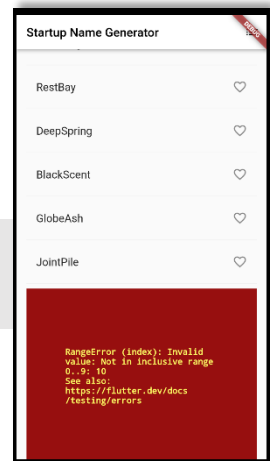 Startup Name Generator
DEBUG
RestBay
DeepSpring
BlackScent
GlobeAsh
JointPile
RangeError (index): Invalid
value: Not in inclusive range
0..9: 10
See also:
https://flutter.dev/docs
/testing/errors